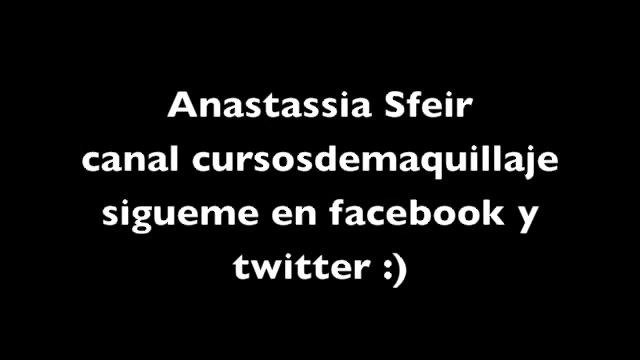 Anastassia Sfeir
canal cursosdemaquillaje
sigueme en facebook y
twitter :)